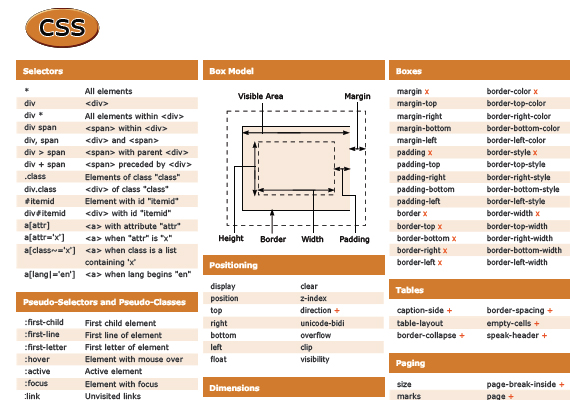 CSS
Selectors
* All elements
div <div>
div * All elements within <div>
div span <span> within <div>
div, span <div> and <span>
div > span <span> with parent <div>
div + span <span> preceded by <div>
.class Elements of class "class"
div.class <div> of class "class"
#itemid Element with id "itemid"
div#itemid <div> with id "itemid"
a[attr] <a> with attribute "attr"
a[attr='x'] <a> when "attr" is "x"
a[class~='x'] <a> when class is a list
containing 'x'
a[lang|='en'] <a> when lang begins "en"
Pseudo-Selectors and Pseudo-Classes
:first-child First child element
:first-line First line of element
:first-letter First letter of element
:hover Element with mouse over
:active Active element
:focus Element with focus
:link Unvisited links
Box Model
Visible Area Margin
Height Border Width Padding
Positioning
display clear
position z-index
top direction +
right unicode-bidi
bottom overflow
left clip
float visibility
Dimensions
Boxes
margin x border-color x
margin-top border-top-color
margin-right border-right-color
margin-bottom border-bottom-color
margin-left border-left-color
padding x border-style x
padding-top border-top-style
padding-right border-right-style
padding-bottom border-bottom-style
padding-left border-left-style
border x border-width x
border-top x border-top-width
border-bottom x border-right-width
border-right x border-bottom-width
border-left x border-left-width
Tables
caption-side + border-spacing +
table-layout empty-cells +
border-collapse + speak-header +
Paging
size page-break-inside +
marks page +